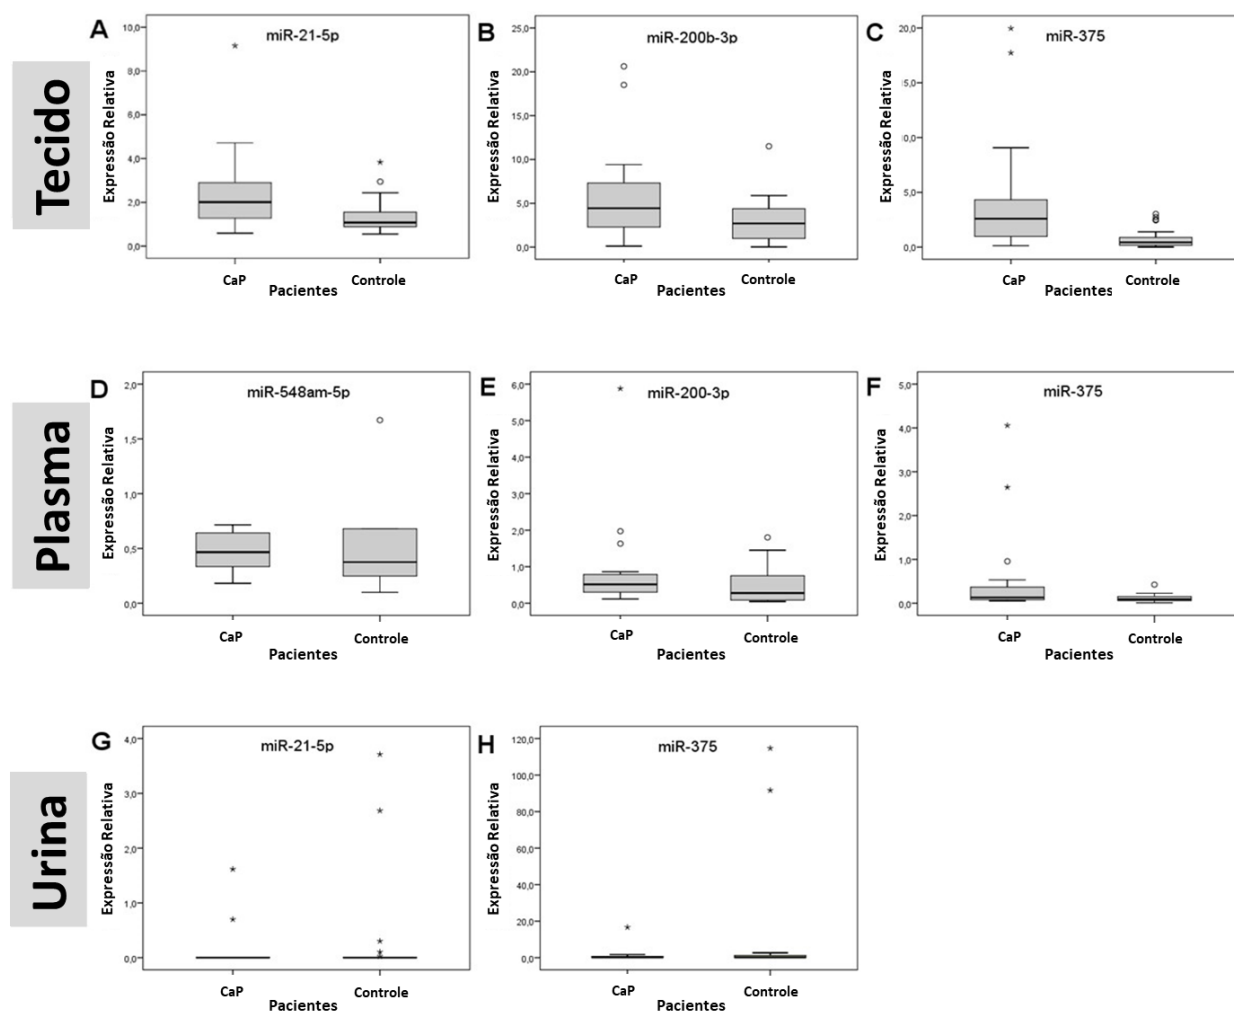 Tecido
A
miR-21-5p
Expressão Relativa
10,0
8,0
6,0
4,0
2,0
0,0
CaP
Controle
Pacientes
B
miR-200b-3p
Expressão Relativa
25,0
20,0
15,0
10,0
5,0
0,0
CaP
Controle
Pacientes
C
miR-375
Expressão Relativa
20,0
15,0
10,0
5,0
0,0
CaP
Controle
Pacientes
Plasma
D
miR-548am-5p
Expressão Relativa
2,0
1,5
1,0
0,5
0,0
CaP
Controle
Pacientes
E
miR-200-3p
Expressão Relativa
6,0
5,0
4,0
3,0
2,0
1,0
0,0
CaP
Controle
Pacientes
F
miR-375
Expressão Relativa
5,0
4,0
3,0
2,0
1,0
0,0
CaP
Controle
Pacientes
Urina
G
miR-21-5p
Expressão Relativa
4,0
3,0
2,0
1,0
0,0
CaP
Controle
Pacientes
H
miR-375
Expressão Relativa
120,0
100,0
80,0
60,0
40,0
20,0
0,0
CaP
Controle
Pacientes